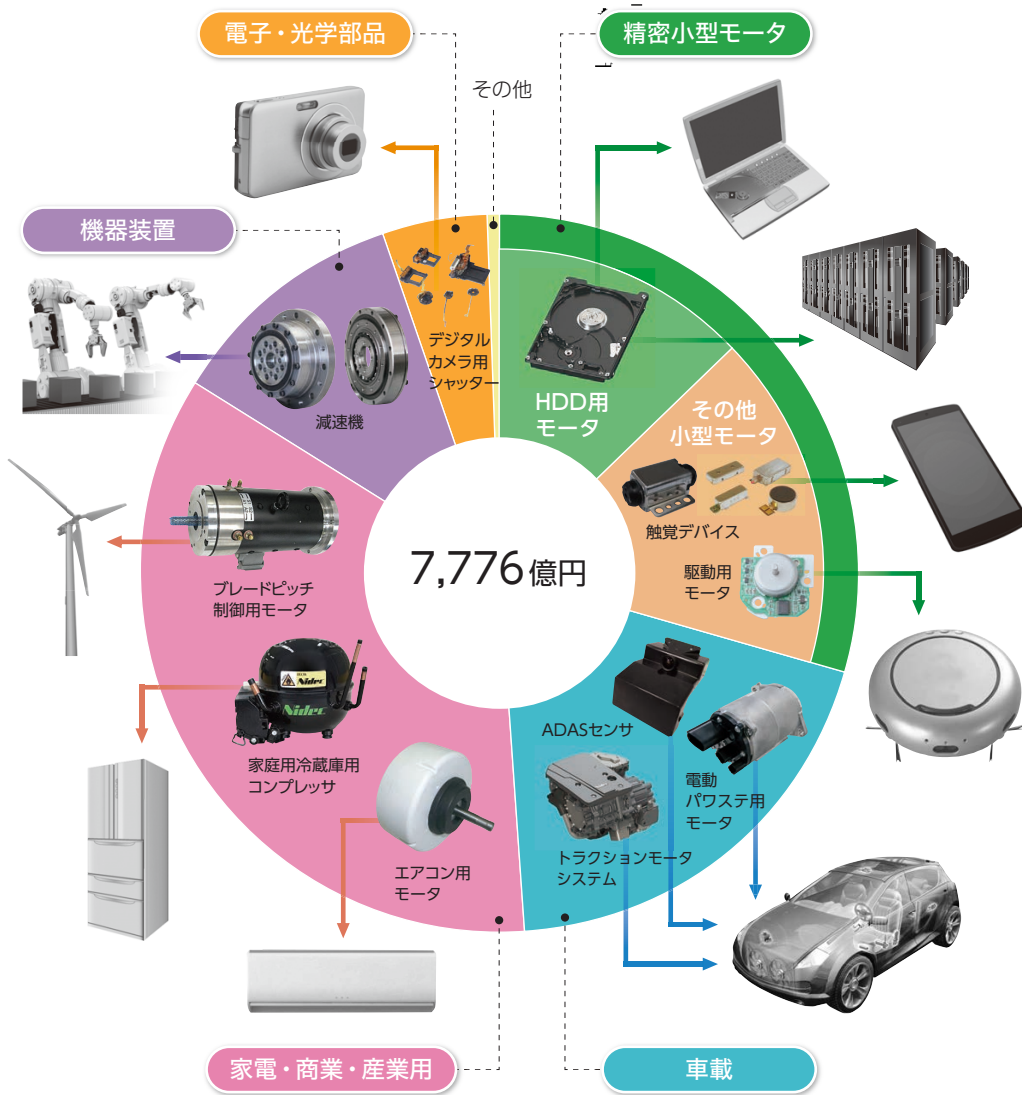 電子・光学部品
精密小型モータ
その他
機器装置
デジタル
カメラ用
シャッター
減速機
HDD用
モータ
その他
小型モータ
触覚デバイス
駆動用
モータ
7,776億円
ブレードピッチ
制御用モータ
Nidec
Nidec
家庭用冷蔵庫用
コンプレッサ
エアコン用
モータ
ADASセンサ
電動
パワステ用
モータ
トラクションモータ
システム
家電・商業・産業用
車載